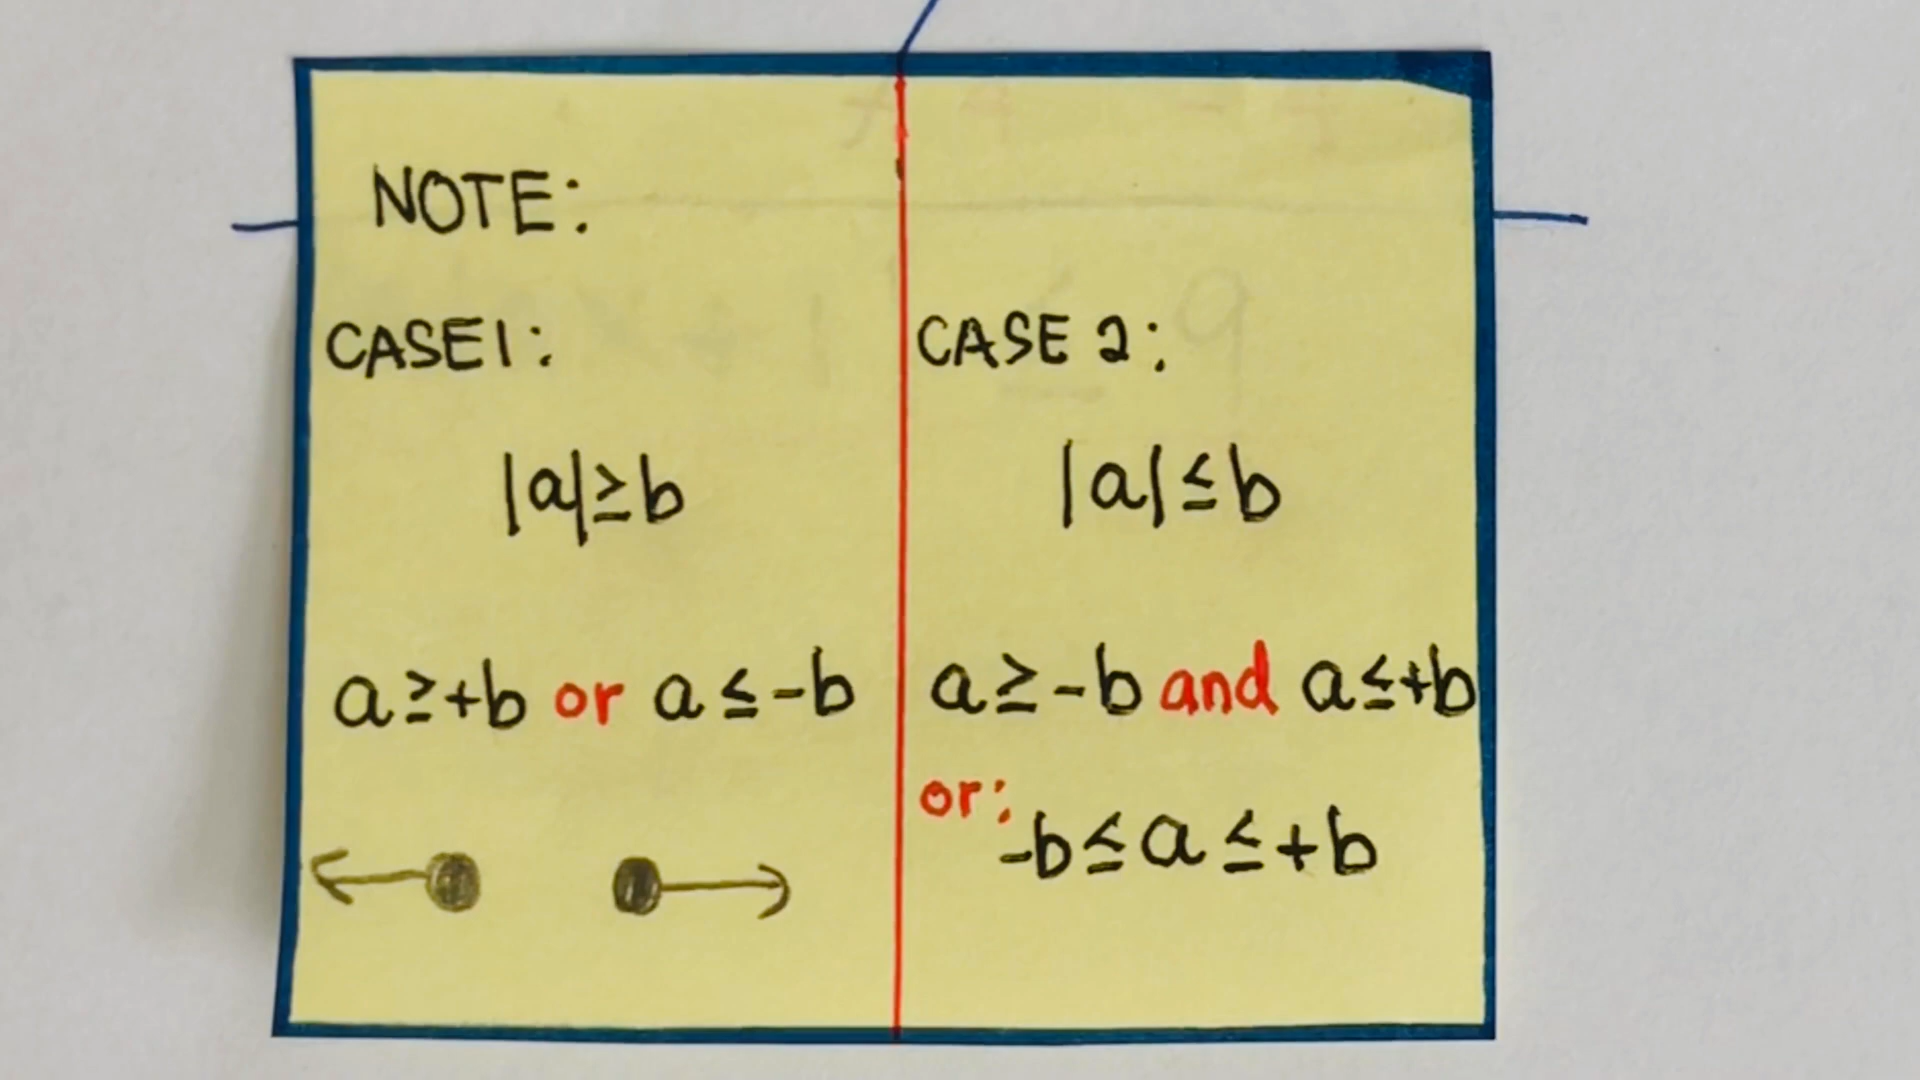 NOTE:
CASE1:
|a|≥b
a≥+b or a≤-b
CASE 2:
|a|≤b
a≥-b and a≤+b
or:
-b≤a≤+b